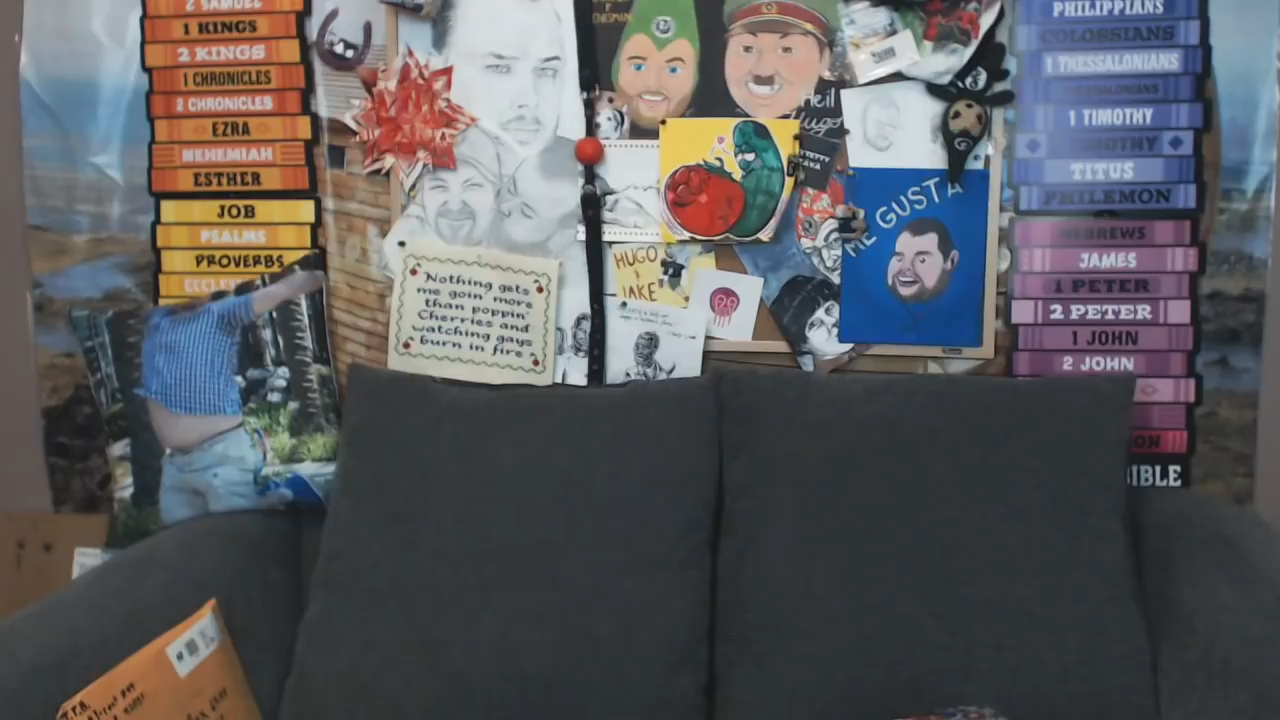 2 SAMUEL
1 KINGS
2 KINGS
1 CHRONICLES
2 CHRONICLES
EZRA
NEHEMIAH
ESTHER
JOB
PSALMS
PROVERBS
Heil
Hugo
ME GUSTA
HUGO
&
JAKE
Nothing gets
me goin' more
than poppin'
Cherries and
watching gays
burn in fire
PHILIPPIANS
COLOSSIANS
1 THESSALONIANS
1 TIMOTHY
TITUS
PHILEMON
HEBREWS
JAMES
1 PETER
2 PETER
1 JOHN
2 JOHN
BIBLE